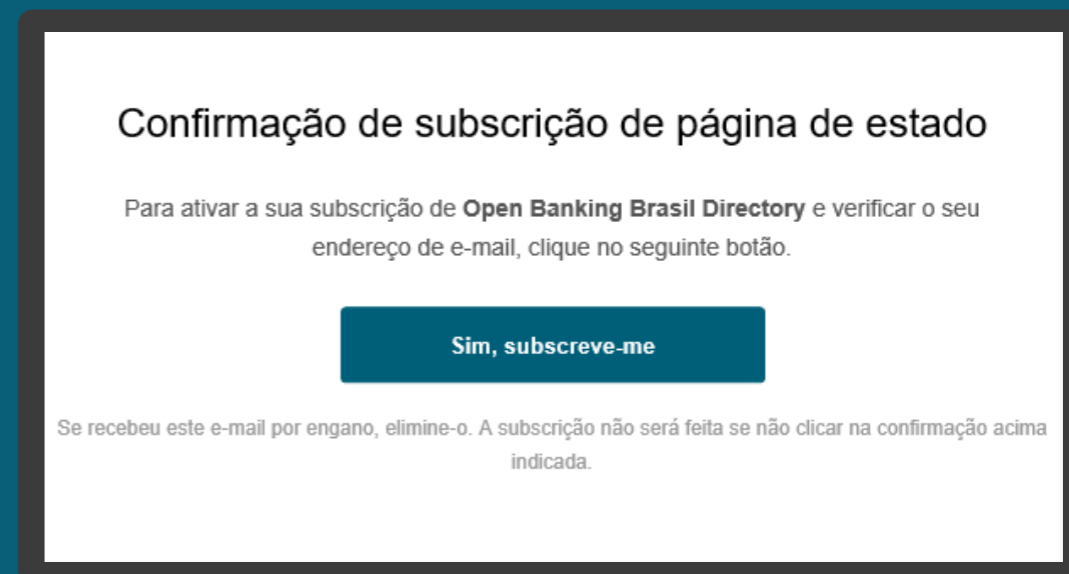 Confirmação de subscrição de página de estado
Para ativar a sua subscrição de Open Banking Brasil Directory e verificar o seu
endereço de e-mail, clique no seguinte botão.
Sim, subscreve-me
Se recebeu este e-mail por engano, elimine-o. A subscrição não será feita se não clicar na confirmação acima
indicada.